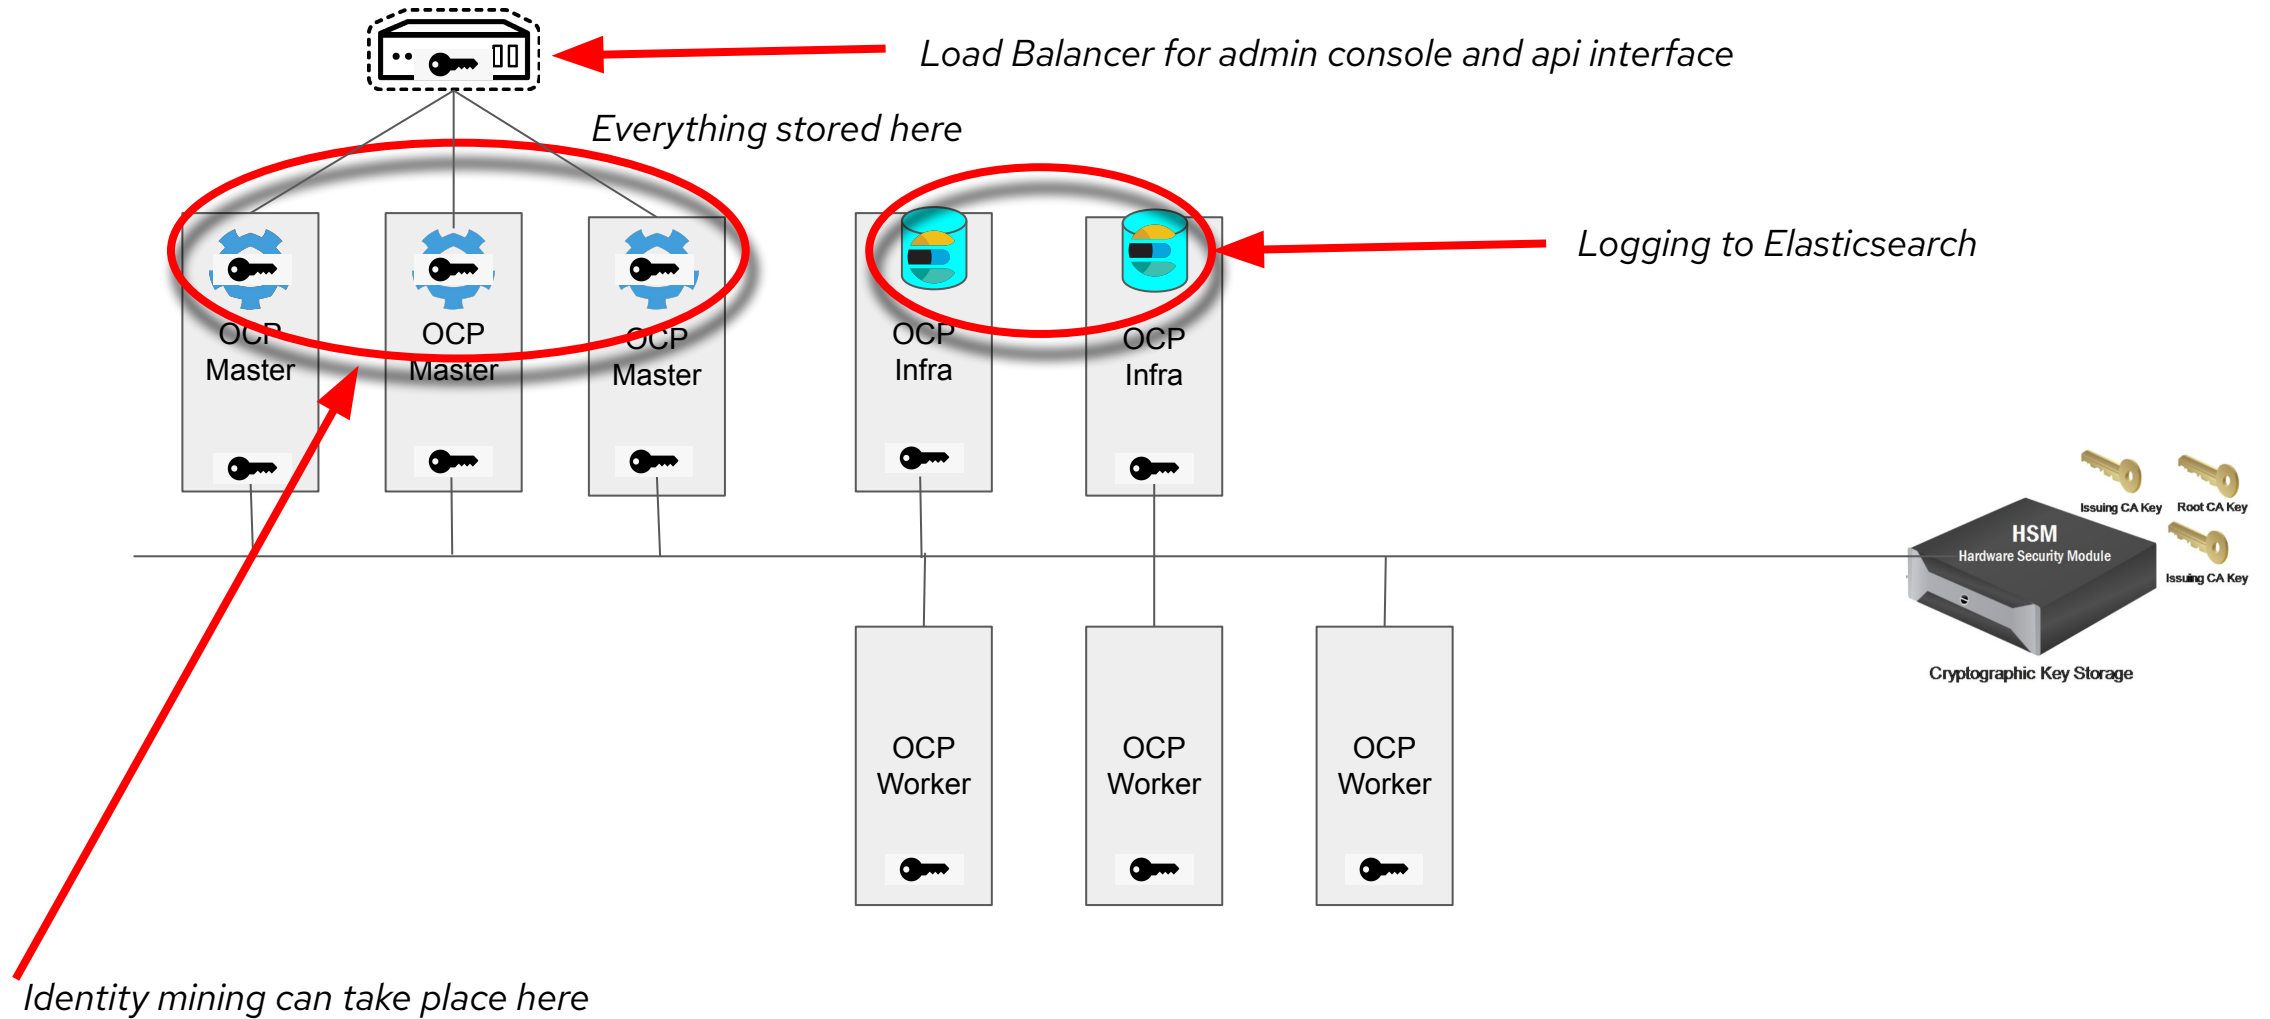 Load Balancer for admin console and api interface
Everything stored here
Logging to Elasticsearch
OCP
Master
OCP
Master
OCP
Master
OCP
Infra
OCP
Infra
Issuing CA Key
Root CA Key
HSM
Hardware Security Module
Issuing CA Key
Cryptographic Key Storage
OCP
Worker
OCP
Worker
OCP
Worker
Identity mining can take place here